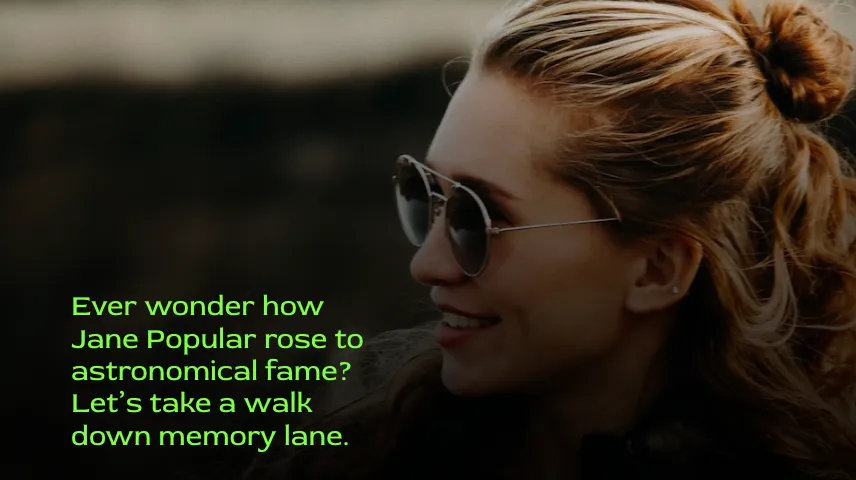 Ever wonder how
Jane Popular rose to
astronomical fame?
Let's take a walk
down memory lane.